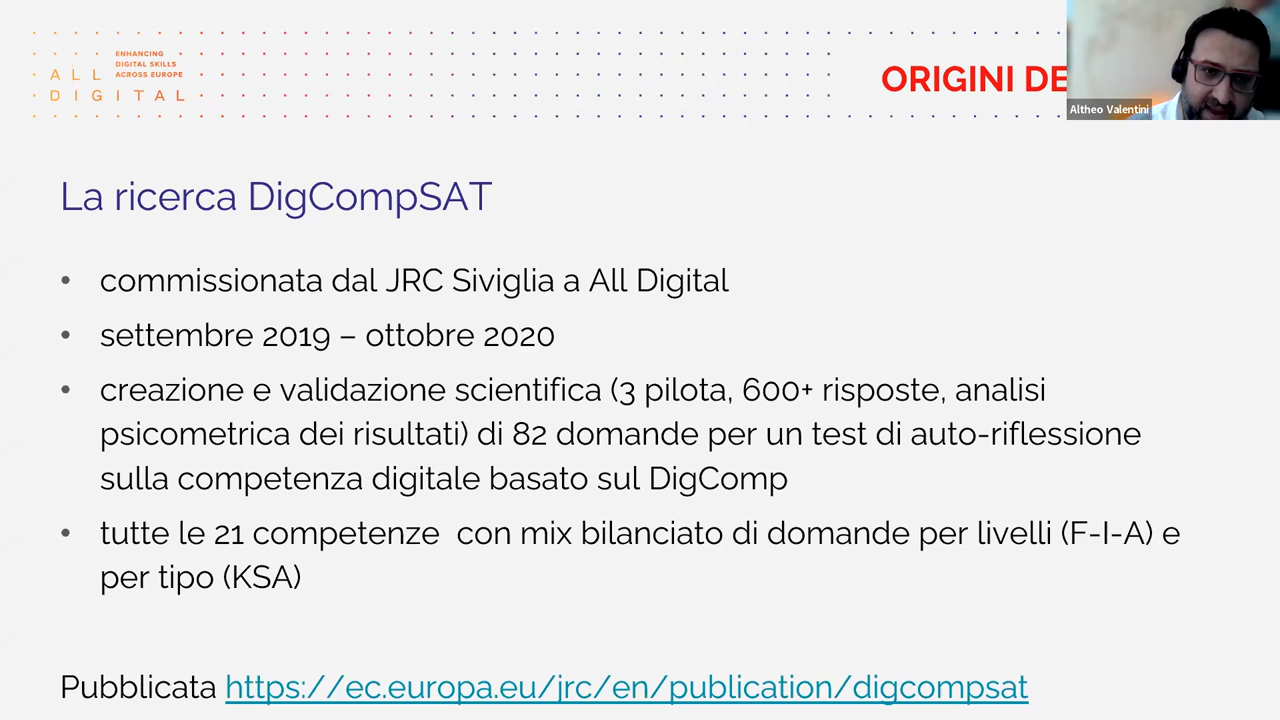 ENHANCING
DIGITAL SKILLS
ACROSS EUROPE
ALL
DIGITAL
ORIGINI DE
Altheo Valentini
La ricerca DigCompSAT
• commissionata dal JRC Siviglia a All Digital
• settembre 2019 – ottobre 2020
• creazione e validazione scientifica (3 pilota, 600+ risposte, analisi
psicometrica dei risultati) di 82 domande per un test di auto-riflessione
sulla competenza digitale basato sul DigComp
• tutte le 21 competenze  con mix bilanciato di domande per livelli (F-I-A) e
per tipo (KSA)
Pubblicata https://ec.europa.eu/jrc/en/publication/digcompsat